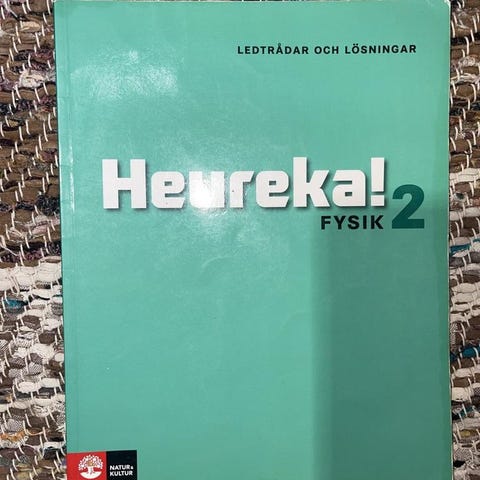 LEDTRÅDAR OCH LÖSNINGAR
Heureka!
FYSIK 2
NATUR&
KULTUR